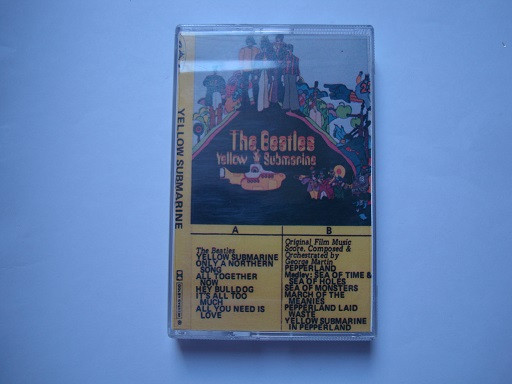 YELLOW SUBMARINE
The Beatles
Yellow Submarine
A
B
The Beatles
YELLOW SUBMARINE
ONLY A NORTHERN
SONG
ALL TOGETHER
NOW
HEY BULLDOG
IT'S ALL TOO
MUCH
ALL YOU NEED IS
LOVE
Original Film Music
Score, Composed &
Orchestrated by
George Martin
PEPPERLAND
Medley: SEA OF TIME &
SEA OF HOLES
SEA OF MONSTERS
MARCH OF THE
MEANIES
PEPPERLAND LAID
WASTE
YELLOW SUBMARINE
IN PEPPERLAND